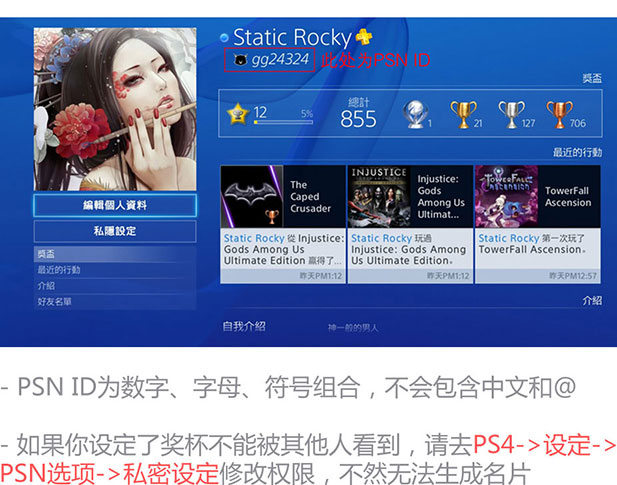 Static Rocky
gg24324 此处为PSN ID
獎盃
12
5%
總計
855
1
21
127
706
最近的行動
The
Caped
Crusader
INJUSTICE
Injustice:
Gods
Among Us
Ultimat...
TOWERFALL
ASCENSION
TowerFall
Ascension
Static Rocky 從 Injustice:
Gods Among Us
Ultimate Edition 贏得了...
昨天PM1:12
Static Rocky 玩過
Injustice: Gods Among
Us Ultimate Edition。
昨天PM1:12
Static Rocky 第一次玩了
TowerFall Ascension。
昨天PM12:57
編輯個人資料
私隱設定
獎盃
最近的行動
介紹
好友名單
介紹
自我介紹
神一般的男人
- PSN ID为数字、字母、符号组合，不会包含中文和@
- 如果你设定了奖杯不能被其他人看到，请去PS4->设定->
PSN选项->私密设定修改权限，不然无法生成名片